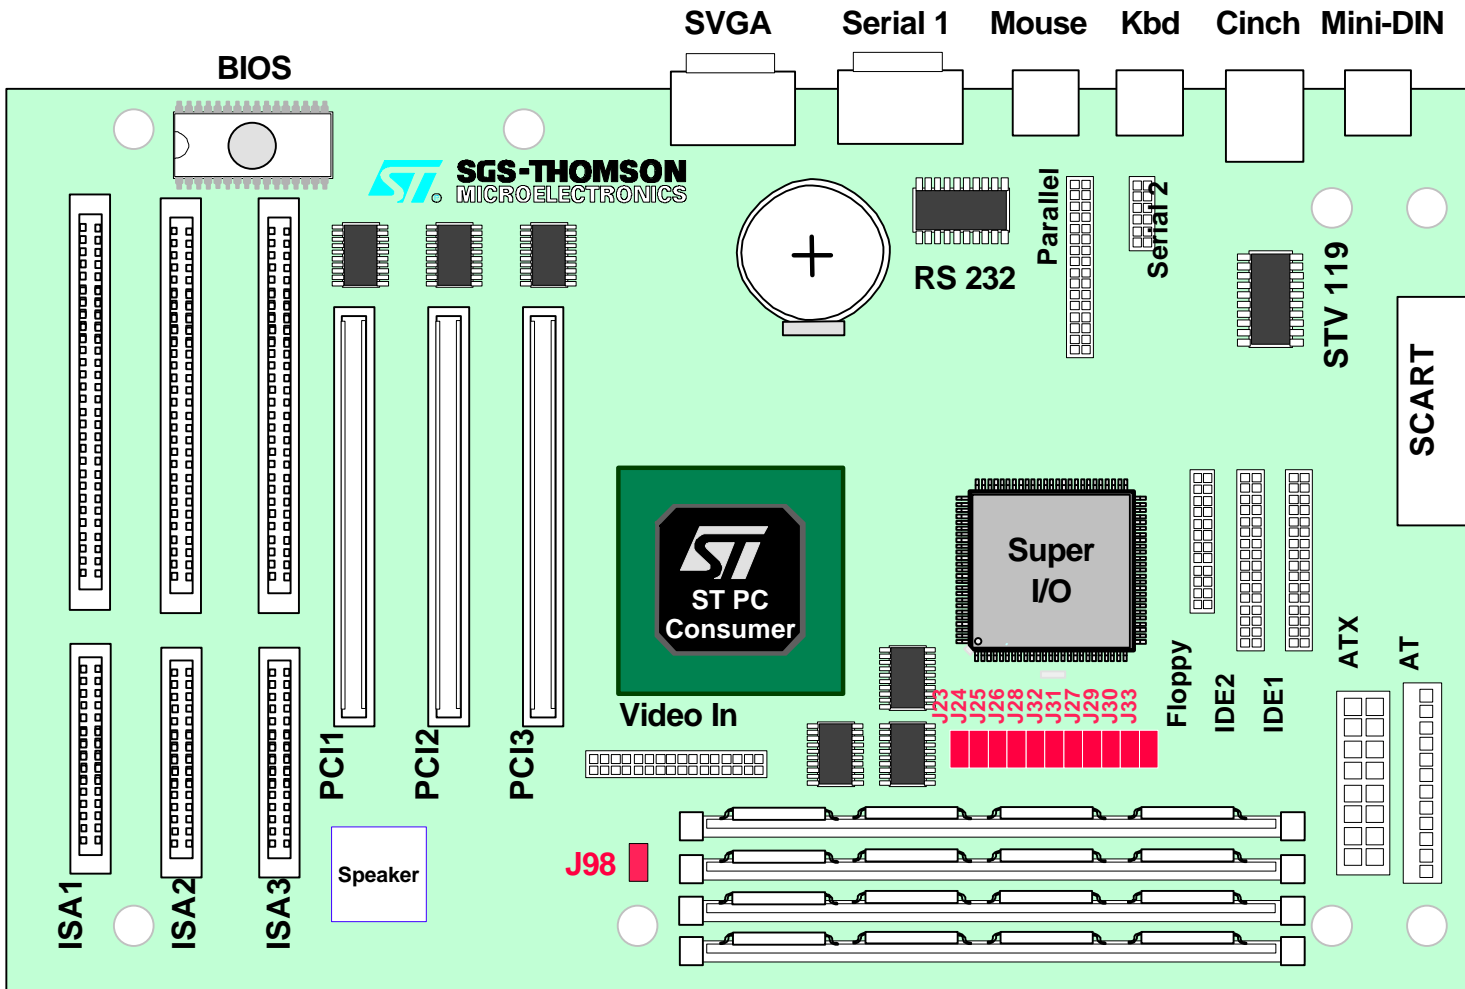 SVGA
Serial 1
Mouse
Kbd
Cinch
Mini-DIN
BIOS
ST
SGS-THOMSON
MICROELECTRONICS
Parallel
Serial 2
RS 232
STV 119
SCART
ST
ST PC
Consumer
Super
I/O
Video In
PCI1
PCI2
PCI3
J23
J24
J25
J26
J28
J32
J31
J27
J29
J30
J33
Floppy
IDE2
IDE1
ATX
AT
Speaker
J98
ISA1
ISA2
ISA3